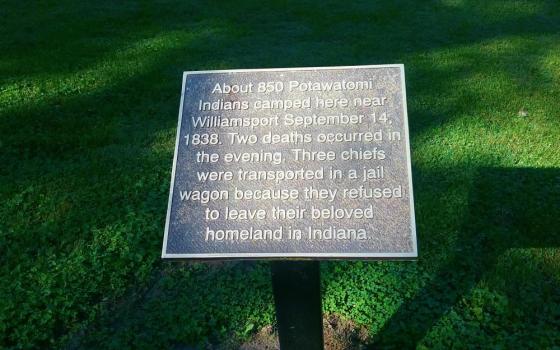 About 850 Potawatomi
Indians camped here near
Williamsport September 14,
1838. Two deaths occurred in
the evening. Three chiefs
were transported in a jail
wagon because they refused
to leave their beloved
homeland in Indiana.